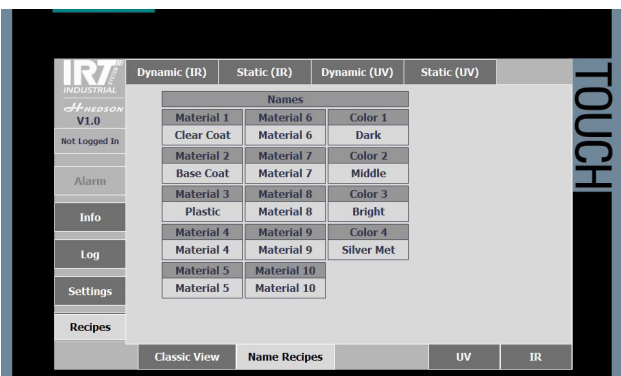 IRT SYSTEM
INDUSTRIAL
HEDSON
V1.0
Not Logged In
Alarm
Info
Log
Settings
Recipes
Dynamic (IR) Static (IR) Dynamic (UV) Static (UV)
Names
Material 1 Material 6 Color 1
Clear Coat Material 6 Dark
Material 2 Material 7 Color 2
Base Coat Material 7 Middle
Material 3 Material 8 Color 3
Plastic Material 8 Bright
Material 4 Material 9 Color 4
Material 4 Material 9 Silver Met
Material 5 Material 10
Material 5 Material 10
Classic View Name Recipes UV IR
TOUCH